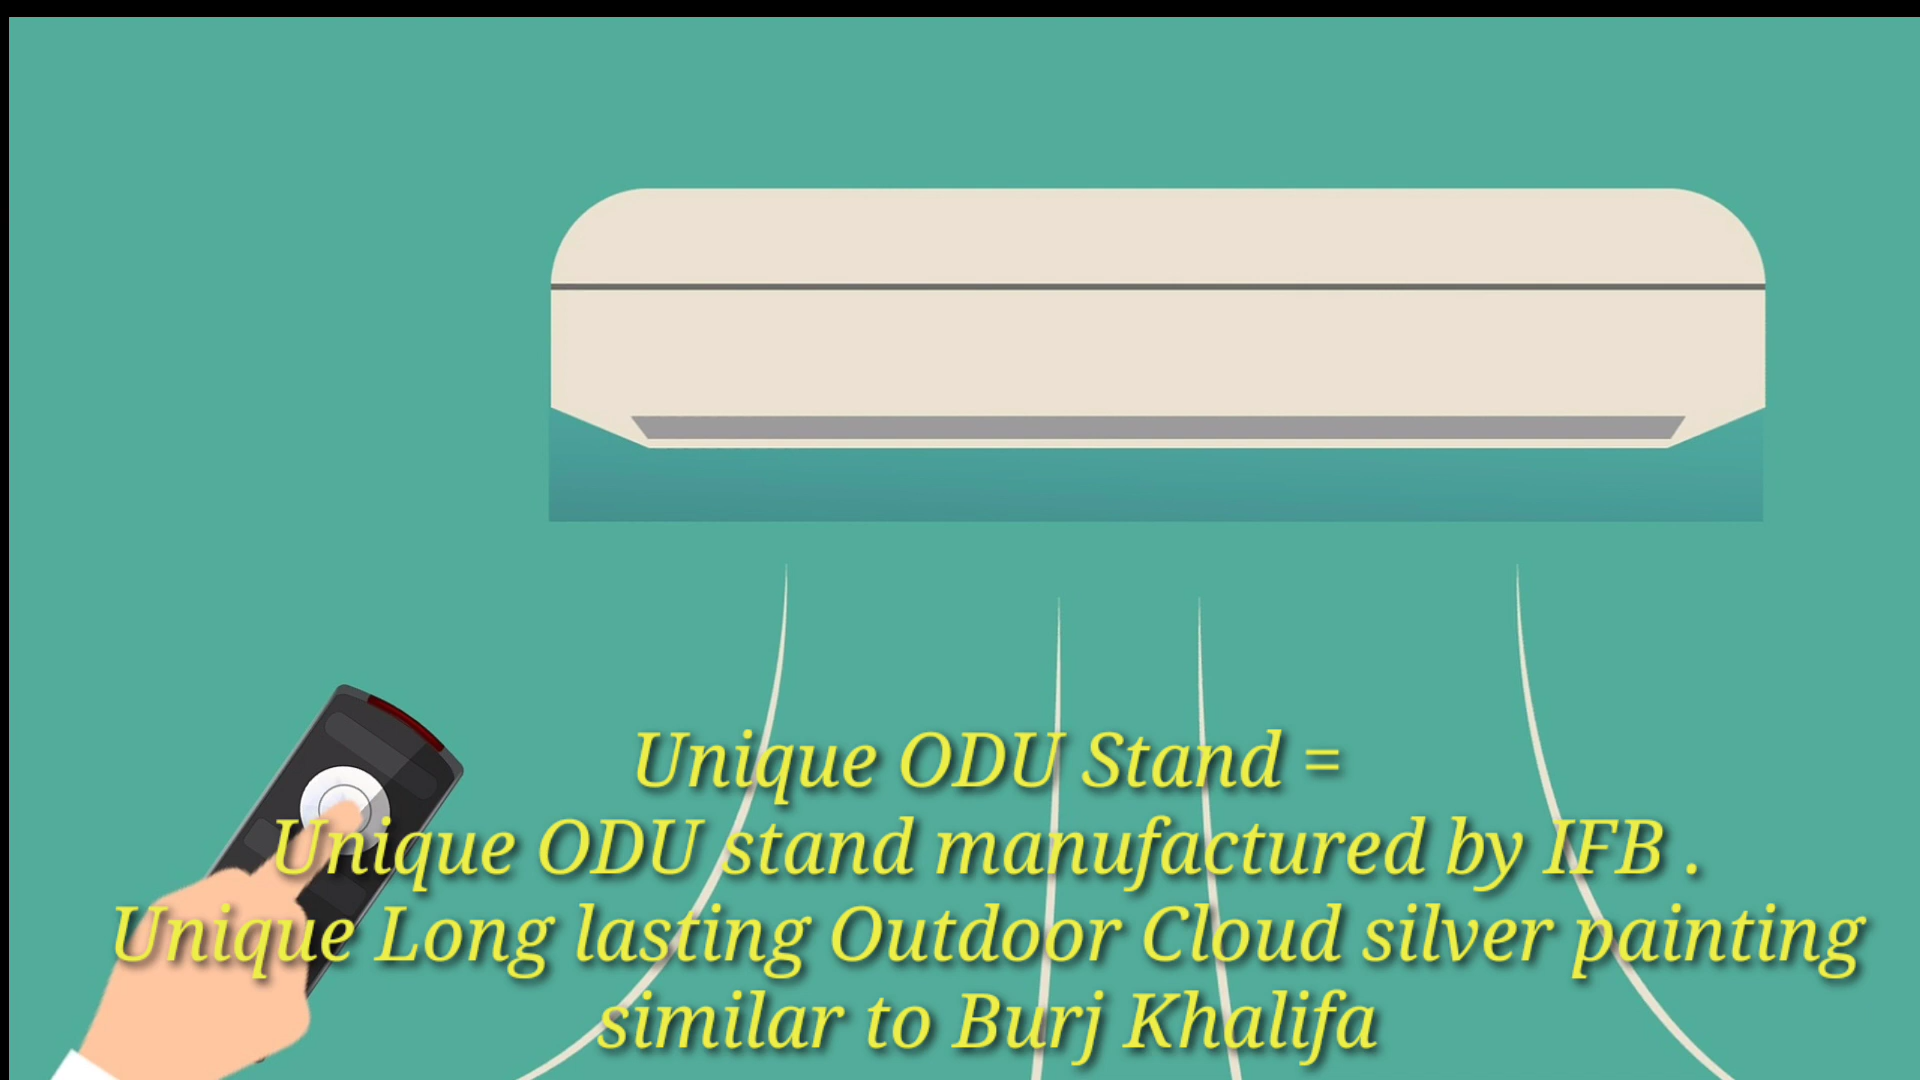 Unique ODU Stand =
Unique ODU stand manufactured by IFB .
Unique Long lasting Outdoor Cloud silver painting
similar to Burj Khalifa